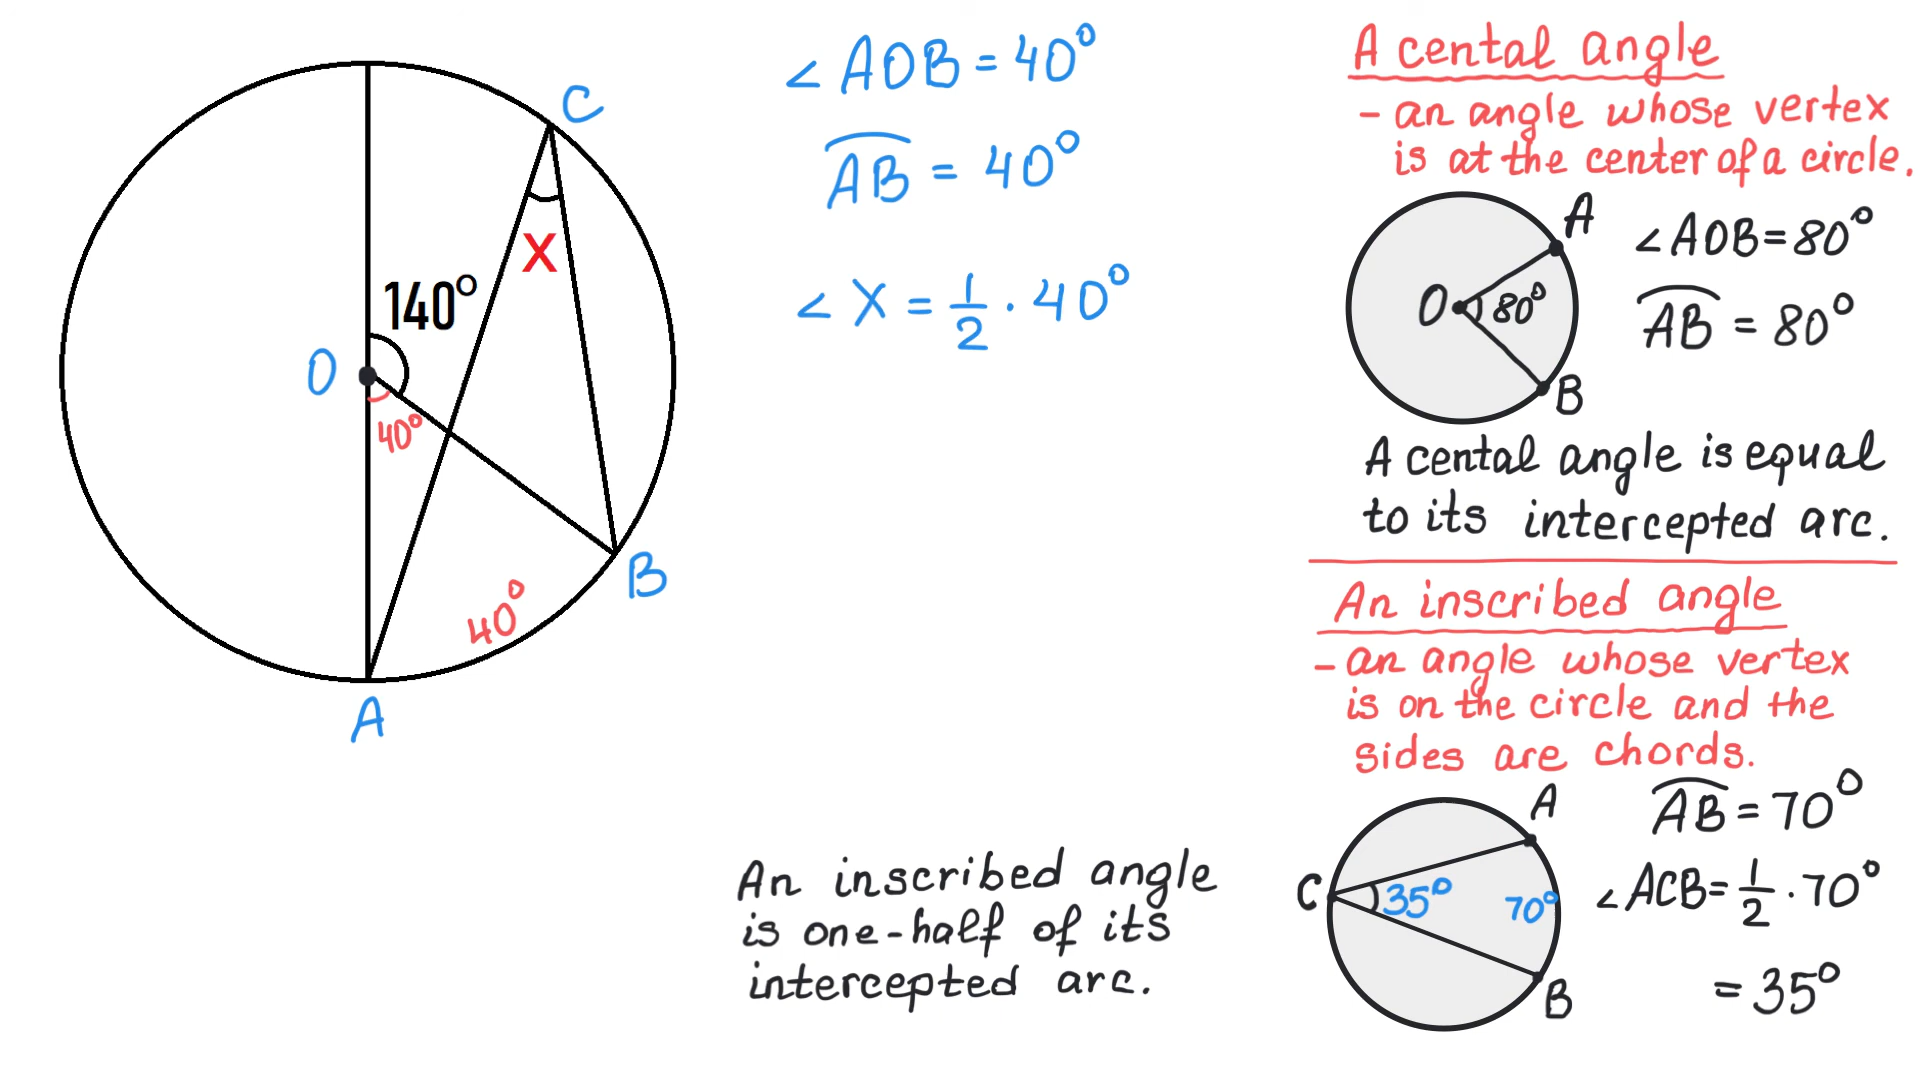 C
X
140°
O
40°
B
40°
A
∠AOB = 40°
AB = 40°
∠X = 1/2 · 40°
An inscribed angle
is one-half of its
intercepted arc.
A cental angle
- an angle whose vertex
is at the center of a circle.
A
O
80°
B
∠AOB = 80°
AB = 80°
A cental angle is equal
to its intercepted arc.
An inscribed angle
- an angle whose vertex
is on the circle and the
sides are chords.
A
C
35°
70°
B
AB = 70°
∠ACB = 1/2 · 70°
= 35°